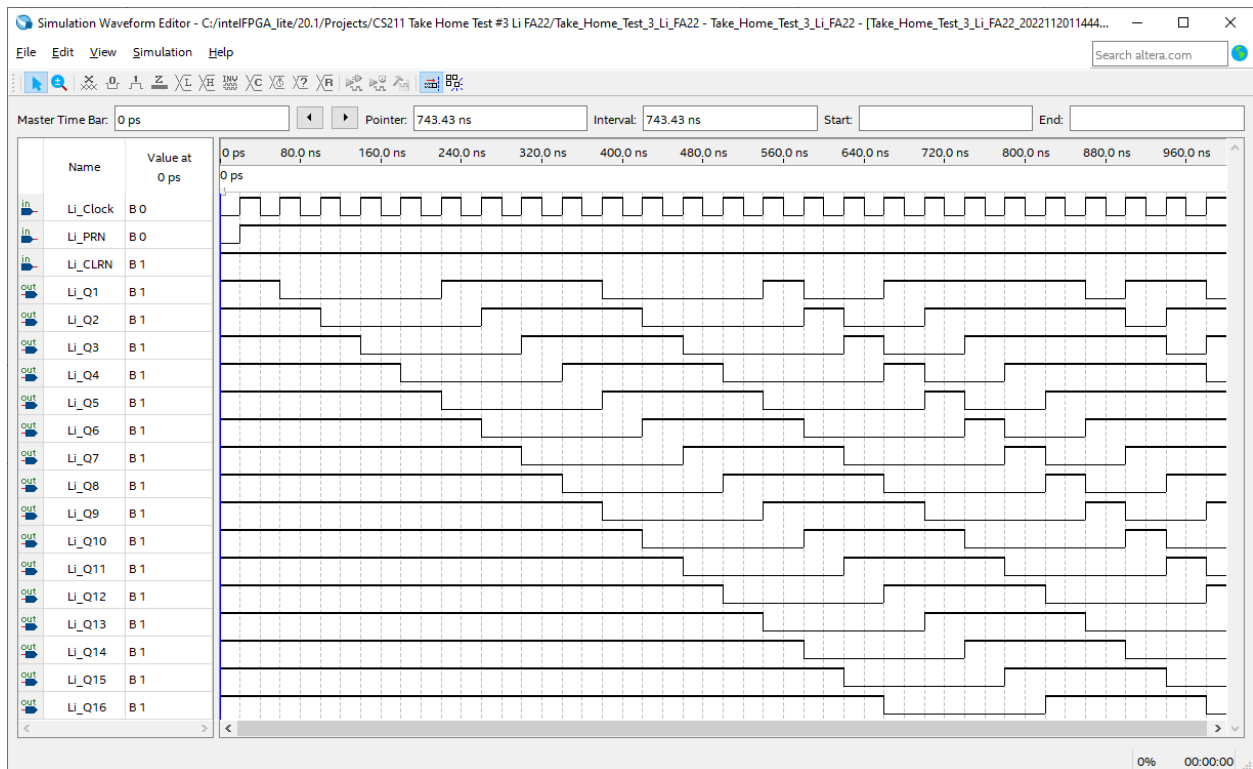 Simulation Waveform Editor - C:/intelFPGA_lite/20.1/Projects/CS211 Take Home Test #3 Li FA22/Take_Home_Test_3_Li_FA22 - Take_Home_Test_3_Li_FA22 - [Take_Home_Test_3_Li_FA22_2022112011444...
File Edit View Simulation Help
Search altera.com
Master Time Bar: 0 ps Pointer: 743.43 ns Interval: 743.43 ns Start: End:
Name Value at 0 ps
0 ps 80.0 ns 160.0 ns 240.0 ns 320.0 ns 400.0 ns 480.0 ns 560.0 ns 640.0 ns 720.0 ns 800.0 ns 880.0 ns 960.0 ns
0 ps
in Li_Clock B 0
in Li_PRN B 0
in Li_CLRN B 1
out Li_Q1 B 1
out Li_Q2 B 1
out Li_Q3 B 1
out Li_Q4 B 1
out Li_Q5 B 1
out Li_Q6 B 1
out Li_Q7 B 1
out Li_Q8 B 1
out Li_Q9 B 1
out Li_Q10 B 1
out Li_Q11 B 1
out Li_Q12 B 1
out Li_Q13 B 1
out Li_Q14 B 1
out Li_Q15 B 1
out Li_Q16 B 1
0% 00:00:00